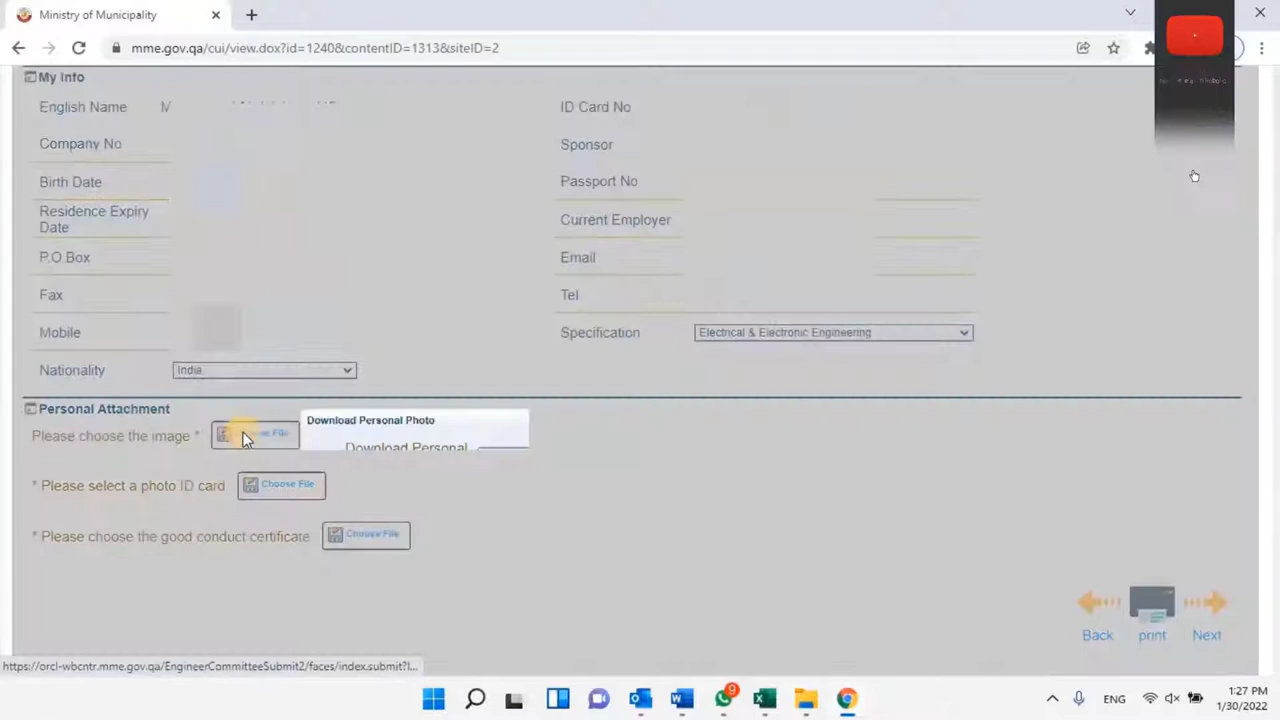 Ministry of Municipality
mme.gov.qa/cui/view.dox?id=1240&contentID=1313&siteID=2
My Info
English Name M
ID Card No
Company No
Sponsor
Birth Date
Passport No
Residence Expiry
Date
Current Employer
P.O.Box
Email
Fax
Tel
Mobile
Specification Electrical & Electronic Engineering
Nationality India
Personal Attachment
Please choose the image * File
Download Personal Photo
Download Personal
* Please select a photo ID card Choose File
* Please choose the good conduct certificate Choose File
Back print Next
https://orcl-wbcntr.mme.gov.qa/EngineerCommitteeSubmit2/faces/index.submit?l...
9
ENG
1:27 PM
1/30/2022